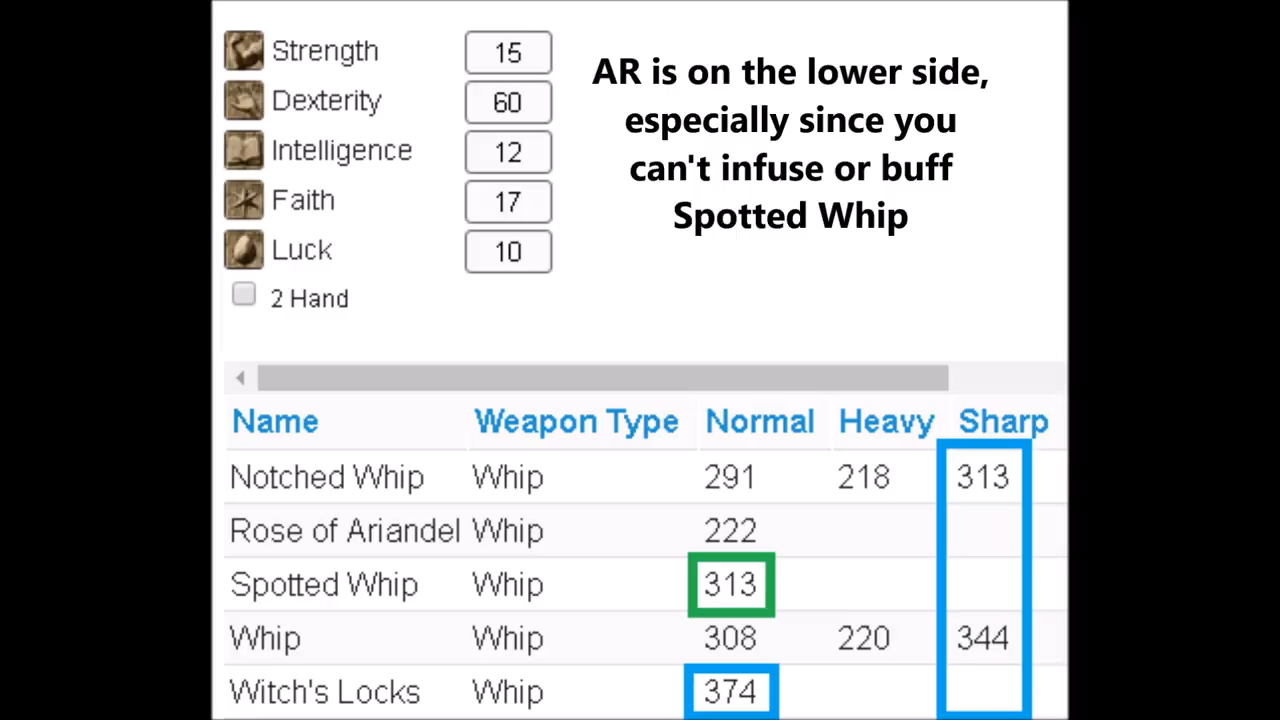 Strength 15
Dexterity 60
Intelligence 12
Faith 17
Luck 10
2 Hand
AR is on the lower side,
especially since you
can't infuse or buff
Spotted Whip
Name Weapon Type Normal Heavy Sharp
Notched Whip Whip 291 218 313
Rose of Ariandel Whip 222
Spotted Whip Whip 313
Whip Whip 308 220 344
Witch's Locks Whip 374